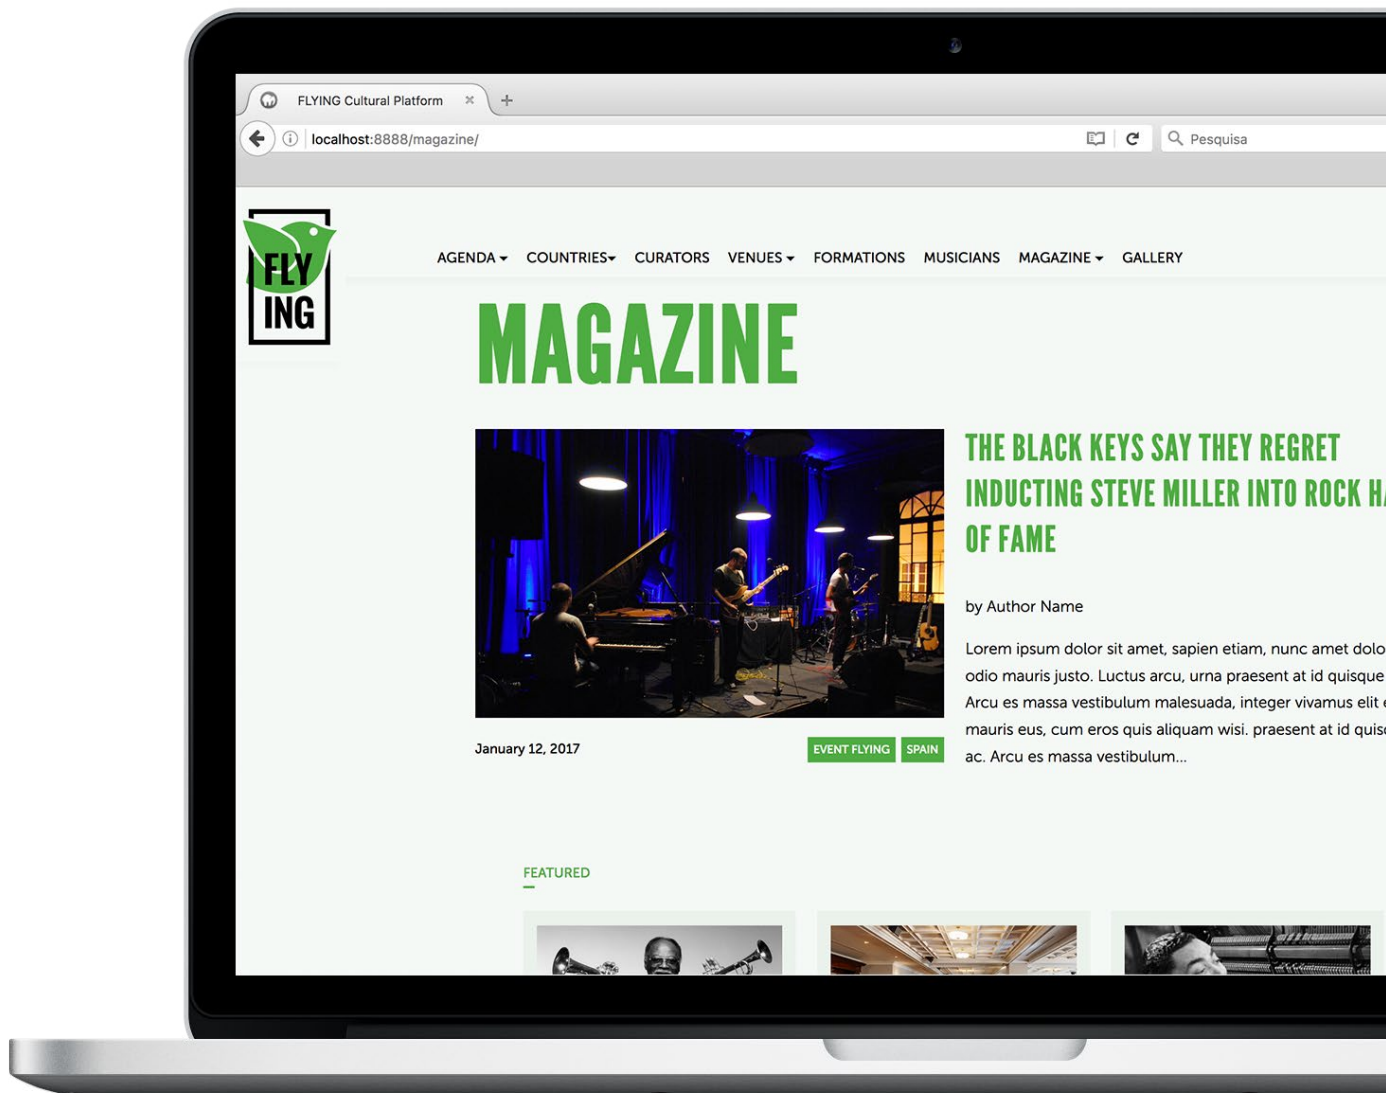 FLYING Cultural Platform
localhost:8888/magazine/
Pesquisa
FLY
ING
AGENDA COUNTRIES CURATORS VENUES FORMATIONS MUSICIANS MAGAZINE GALLERY
MAGAZINE
THE BLACK KEYS SAY THEY REGRET
INDUCTING STEVE MILLER INTO ROCK HA
OF FAME
by Author Name
Lorem ipsum dolor sit amet, sapien etiam, nunc amet dolo
odio mauris justo. Luctus arcu, urna praesent at id quisque
Arcu es massa vestibulum malesuada, integer vivamus elit e
mauris eus, cum eros quis aliquam wisi. praesent at id quis
ac. Arcu es massa vestibulum...
January 12, 2017
EVENT FLYING SPAIN
FEATURED